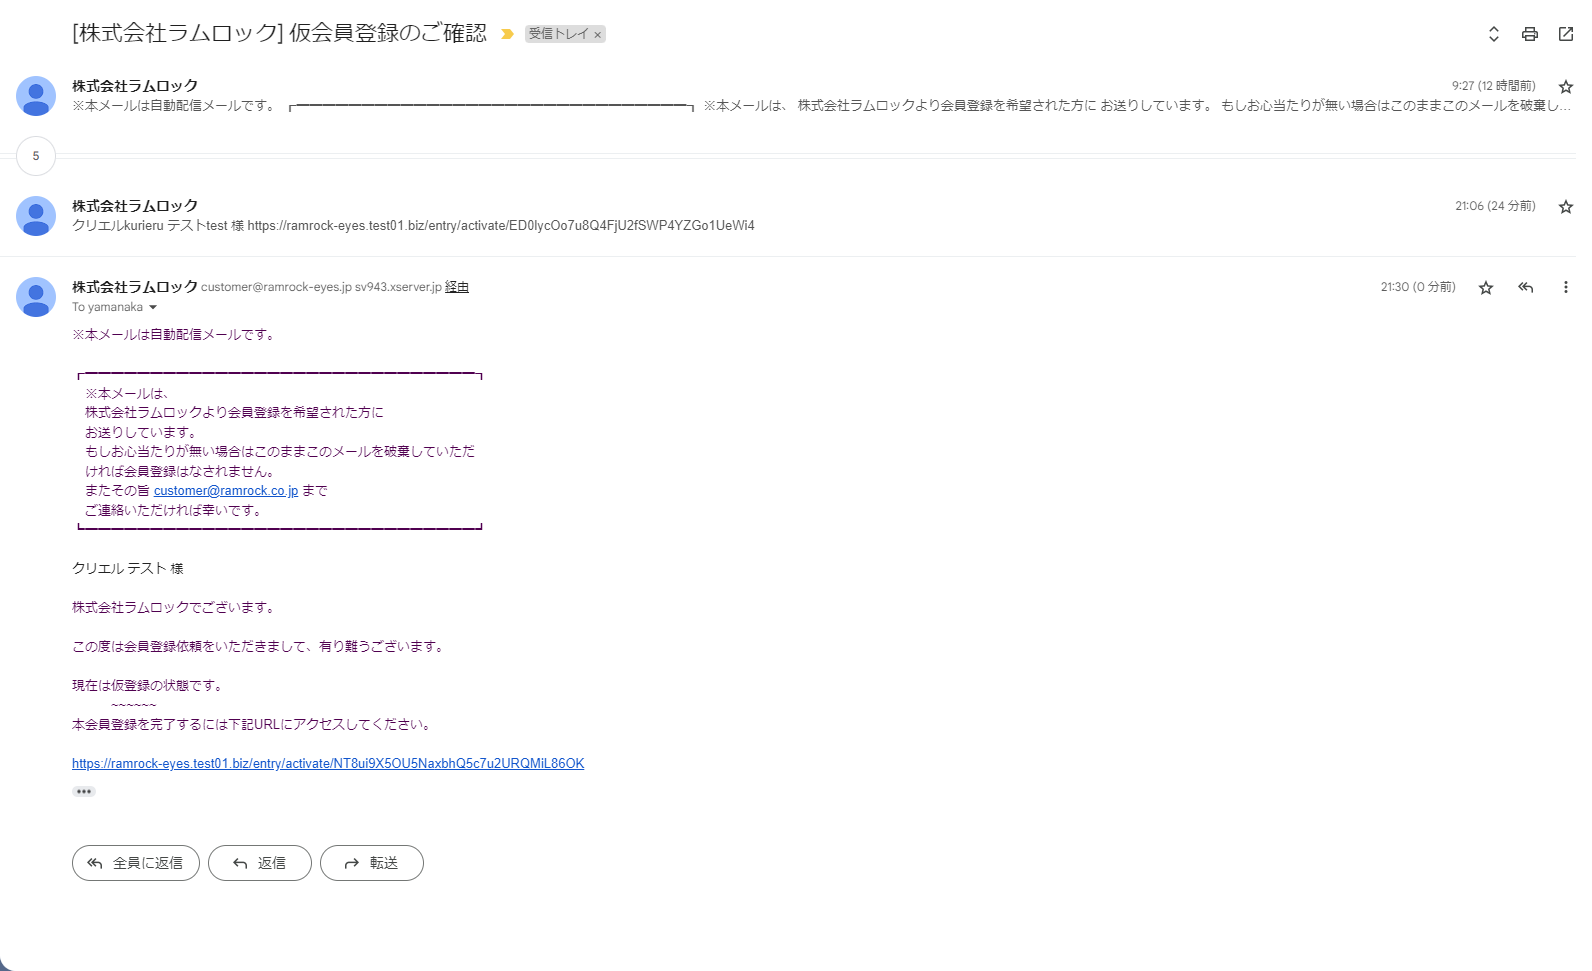 [株式会社ラムロック] 仮会員登録のご確認 受信トレイ ×
株式会社ラムロック 9:27 (12 時間前)
※本メールは自動配信メールです。 ┏━━━━━━━━━━━━━━━━━━━━━━━━━━━━━━┓ ※本メールは、 株式会社ラムロックより会員登録を希望された方に お送りしています。 もしお心当たりが無い場合はこのままこのメールを破棄し...
5
株式会社ラムロック 21:06 (24 分前)
クリエルkurieru テストtest 様 https://ramrock-eyes.test01.biz/entry/activate/ED0lycOo7u8Q4FjU2fSWP4YZGo1UeWi4
株式会社ラムロック customer@ramrock-eyes.jp sv943.xserver.jp 経由 21:30 (0 分前)
To yamanaka
※本メールは自動配信メールです。
┏━━━━━━━━━━━━━━━━━━━━━━━━━━━━━━┓
※本メールは、
株式会社ラムロックより会員登録を希望された方に
お送りしています。
もしお心当たりが無い場合はこのままこのメールを破棄していただ
ければ会員登録はなされません。
またその旨 customer@ramrock.co.jp まで
ご連絡いただければ幸いです。
┗━━━━━━━━━━━━━━━━━━━━━━━━━━━━━━┛
クリエル テスト 様
株式会社ラムロックでございます。
この度は会員登録依頼をいただきまして、有り難うございます。
現在は仮登録の状態です。
~~~~~~
本会員登録を完了するには下記URLにアクセスしてください。
https://ramrock-eyes.test01.biz/entry/activate/NT8ui9X5OU5NaxbhQ5c7u2URQMiL86OK
全員に返信 返信 転送